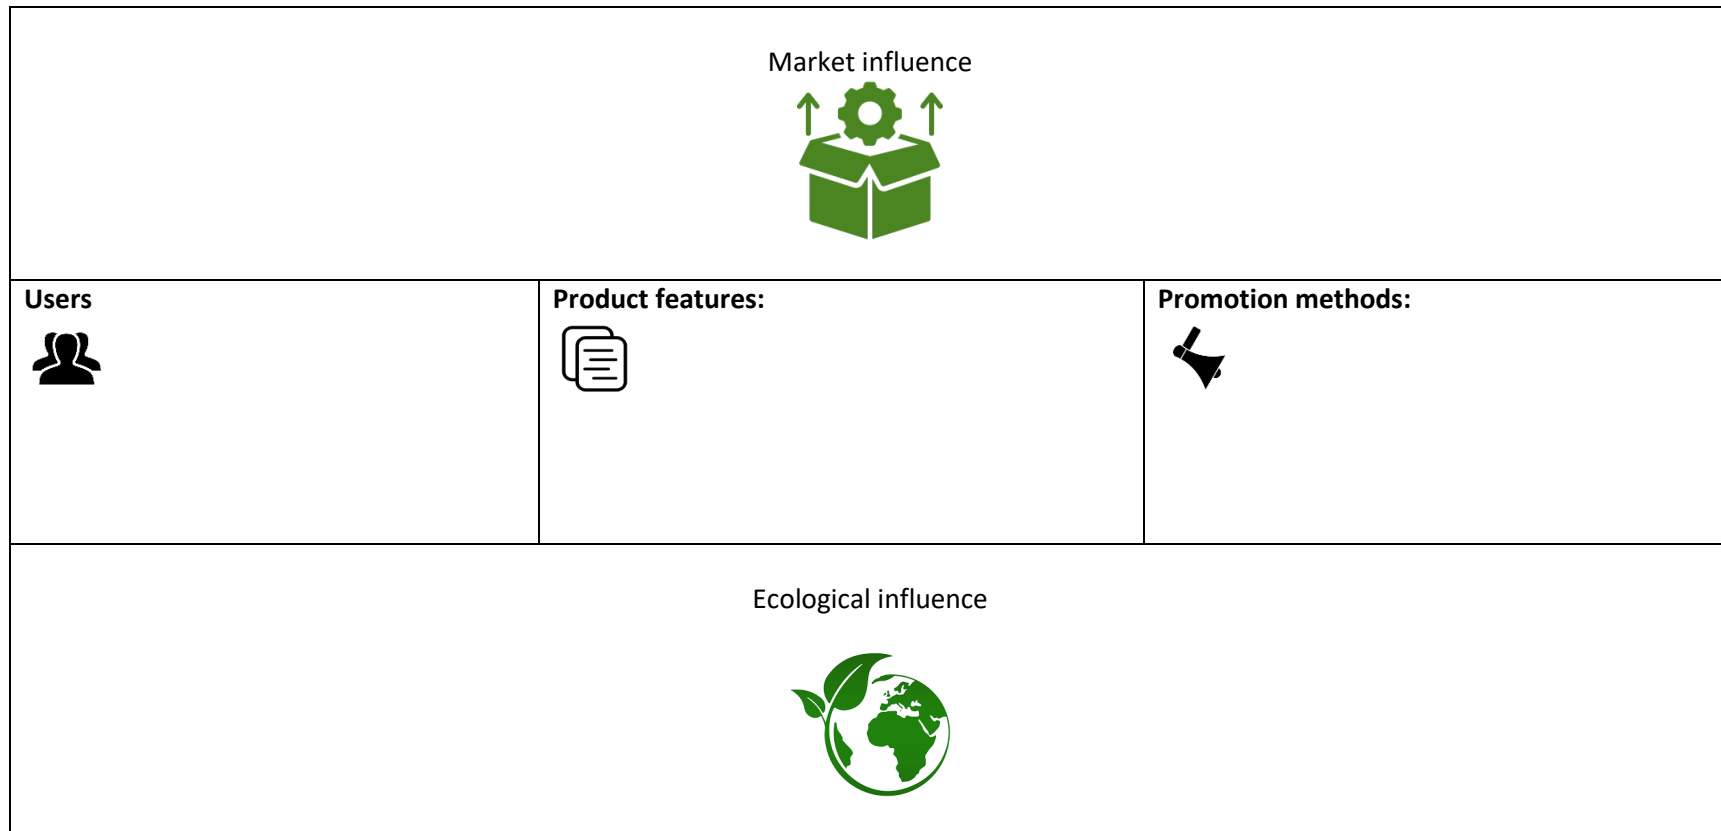 Market influence
Users
Product features:
Promotion methods:
Ecological influence